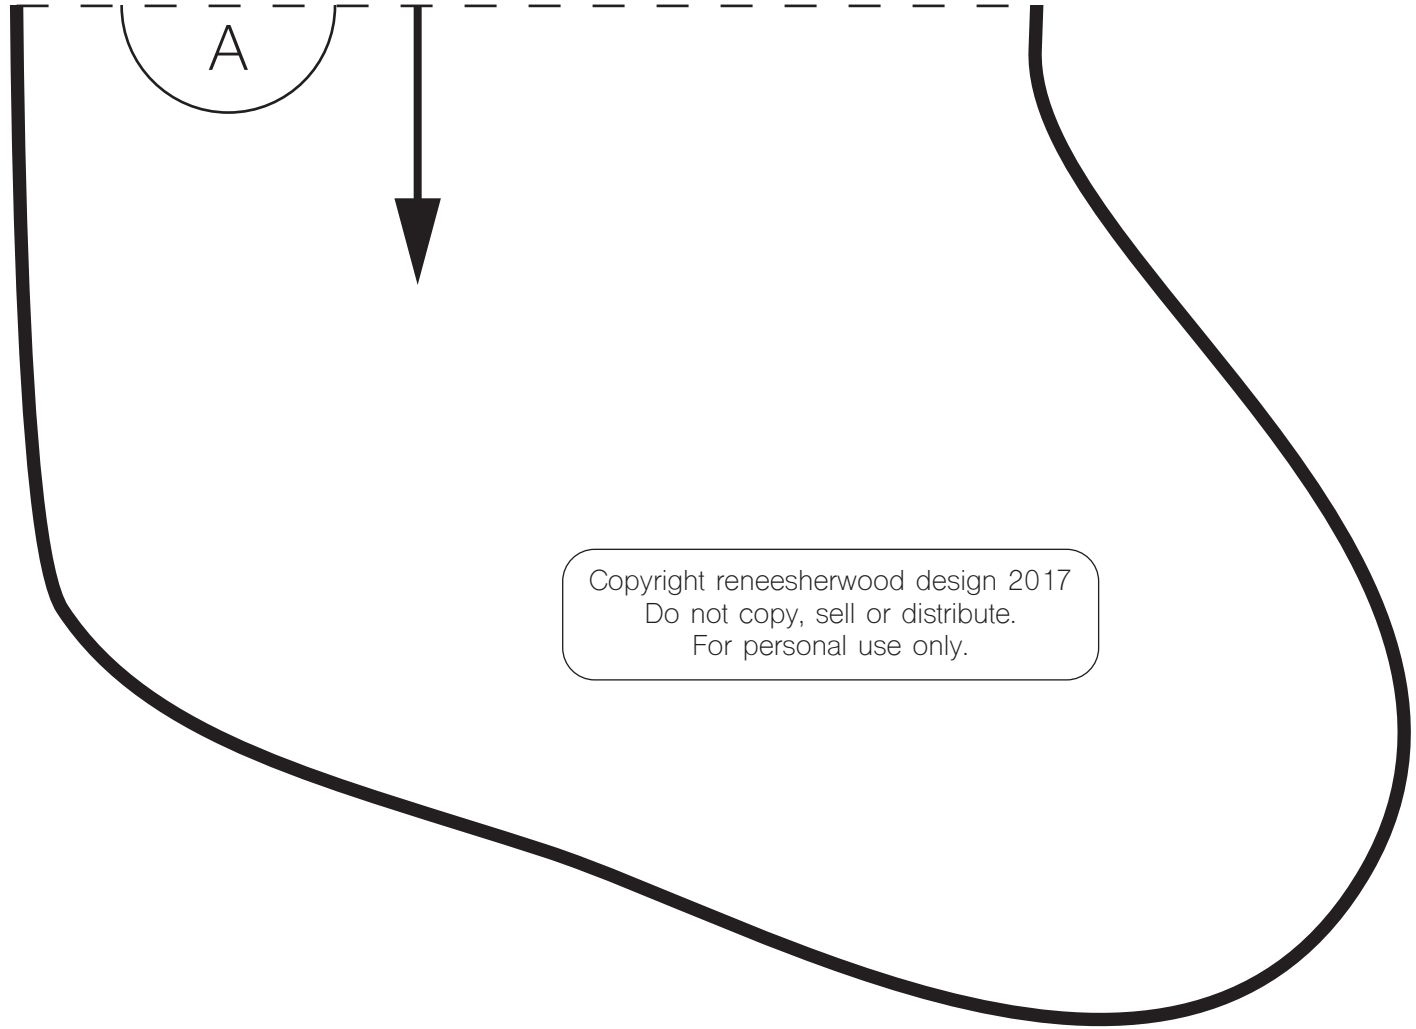 A
Copyright reneesherwood design 2017
Do not copy, sell or distribute.
For personal use only.